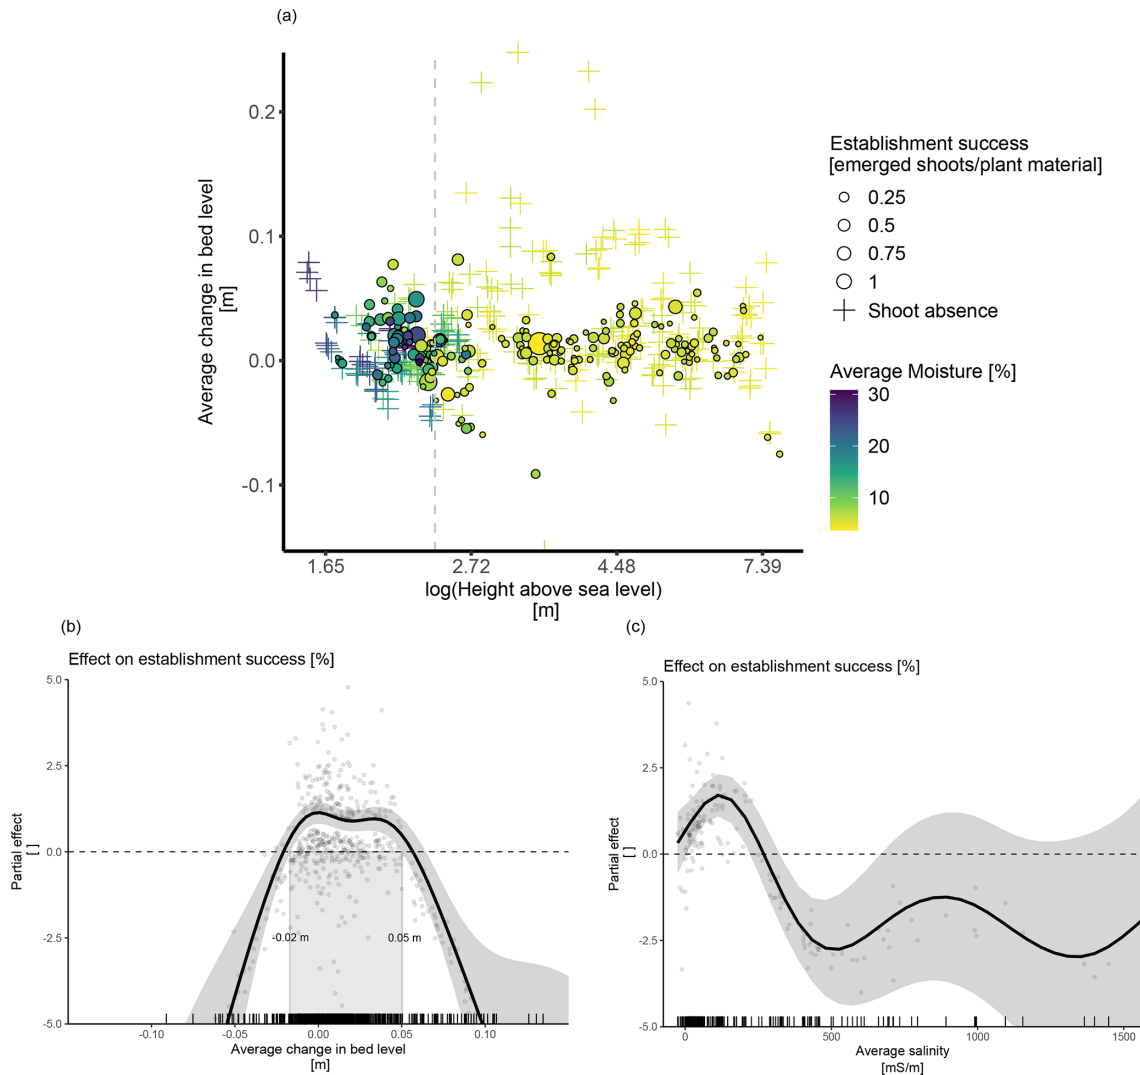 (a)
0.2
0.1
0.0
-0.1
Average change in bed level
[m]
1.65 2.72 4.48 7.39
log(Height above sea level)
[m]
Establishment success
[emerged shoots/plant material]
0.25
0.5
0.75
1
Shoot absence
Average Moisture [%]
30
20
10
(b)
Effect on establishment success [%]
5.0
2.5
0.0
-2.5
-5.0
Partial effect
[ ]
-0.02 m 0.05 m
-0.10 -0.05 0.00 0.05 0.10
Average change in bed level
[m]
(c)
Effect on establishment success [%]
5.0
2.5
0.0
-2.5
-5.0
Partial effect
[ ]
0 500 1000 1500
Average salinity
[mS/m]